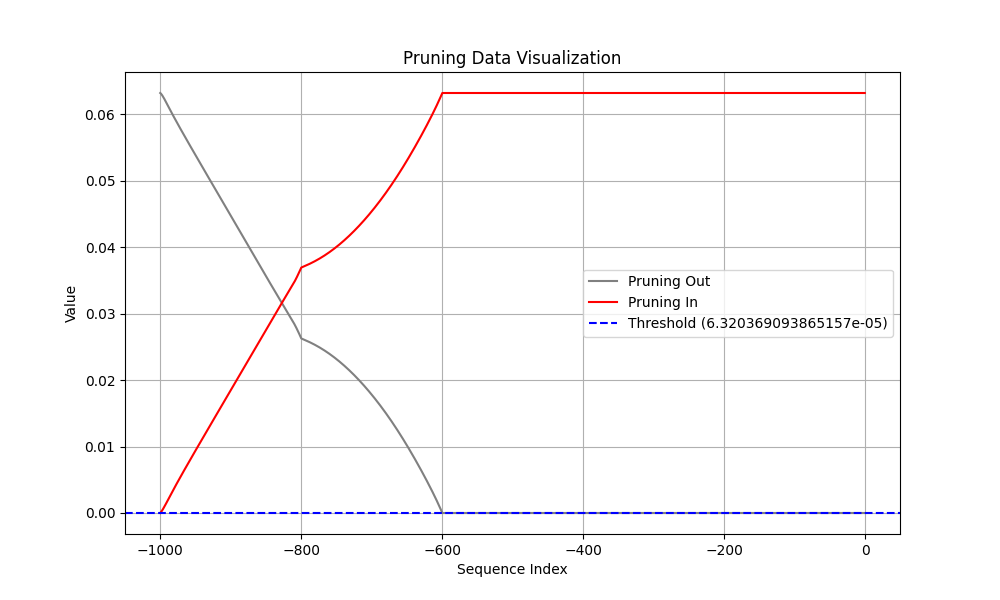 Pruning Data Visualization
Value
0.06
0.05
0.04
0.03
0.02
0.01
0.00
Pruning Out
Pruning In
Threshold (6.320369093865157e-05)
−1000
−800
−600
−400
−200
0
Sequence Index